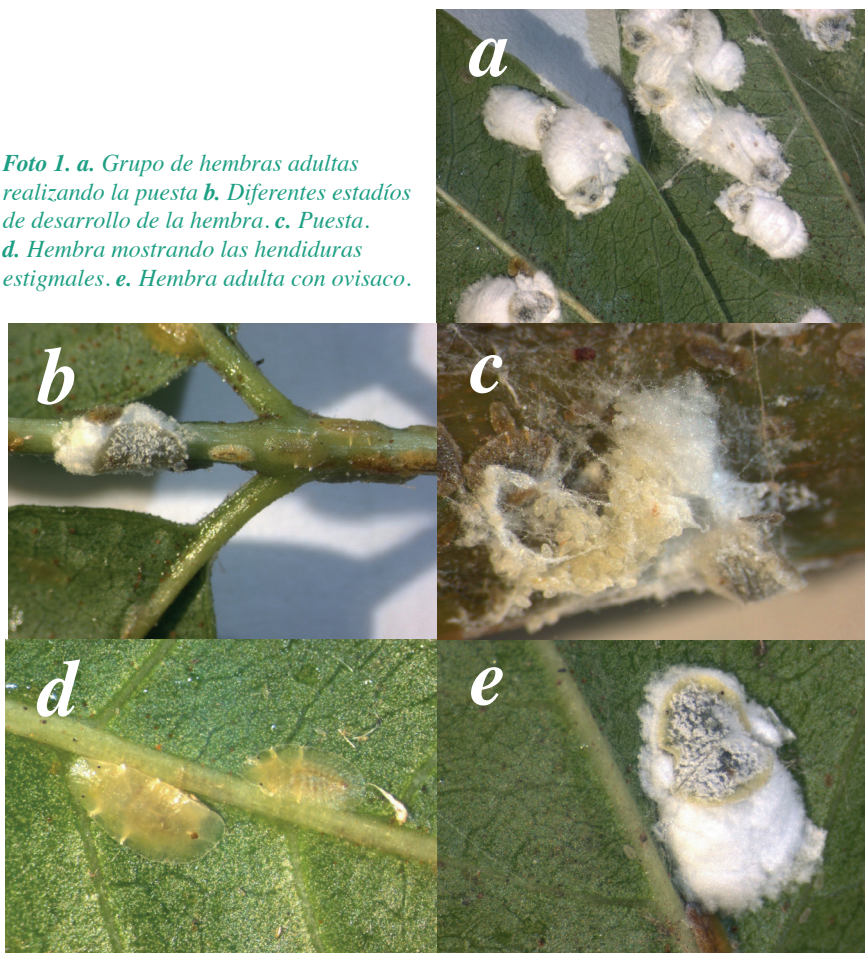 a
Foto 1. a. Grupo de hembras adultas
realizando la puesta b. Diferentes estadíos
de desarrollo de la hembra. c. Puesta.
d. Hembra mostrando las hendiduras
estigmales. e. Hembra adulta con ovisaco.
b
c
d
e